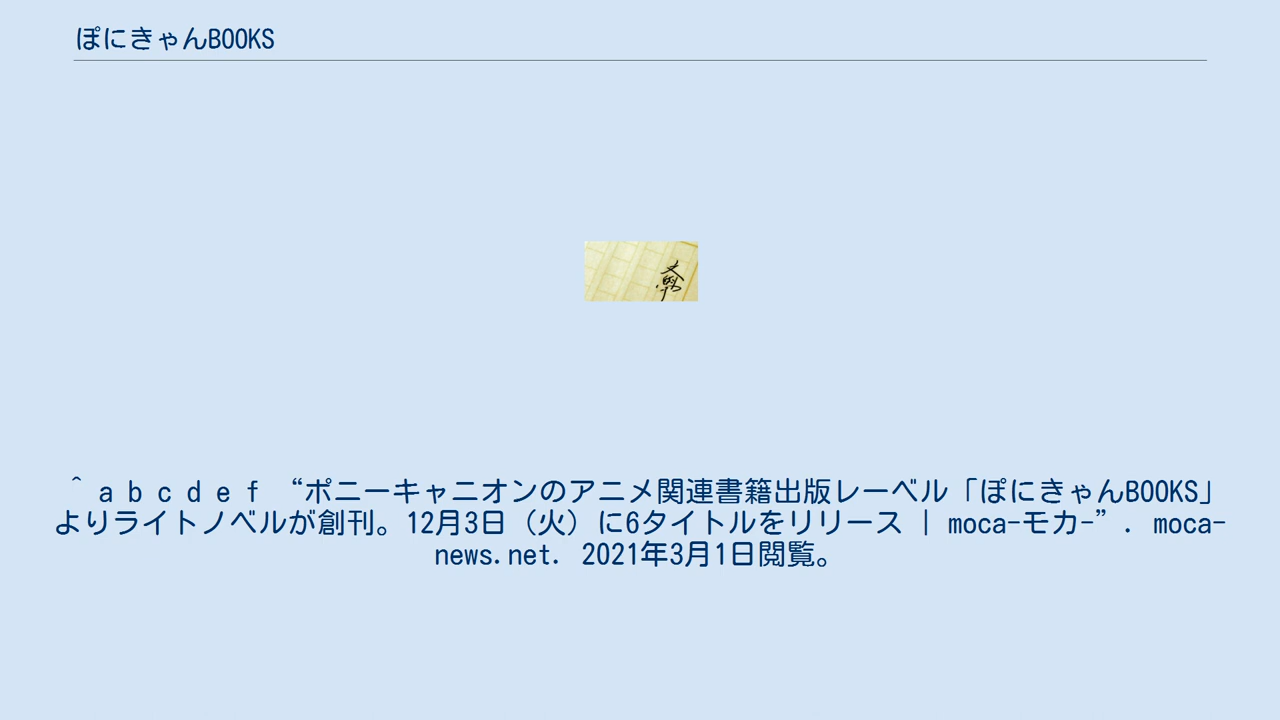 ぽにきゃんBOOKS
^ a b c d e f “ポニーキャニオンのアニメ関連書籍出版レーベル「ぽにきゃんBOOKS」
よりライトノベルが創刊。12月3日（火）に6タイトルをリリース | moca-モカ-”. moca-
news.net. 2021年3月1日閲覧。